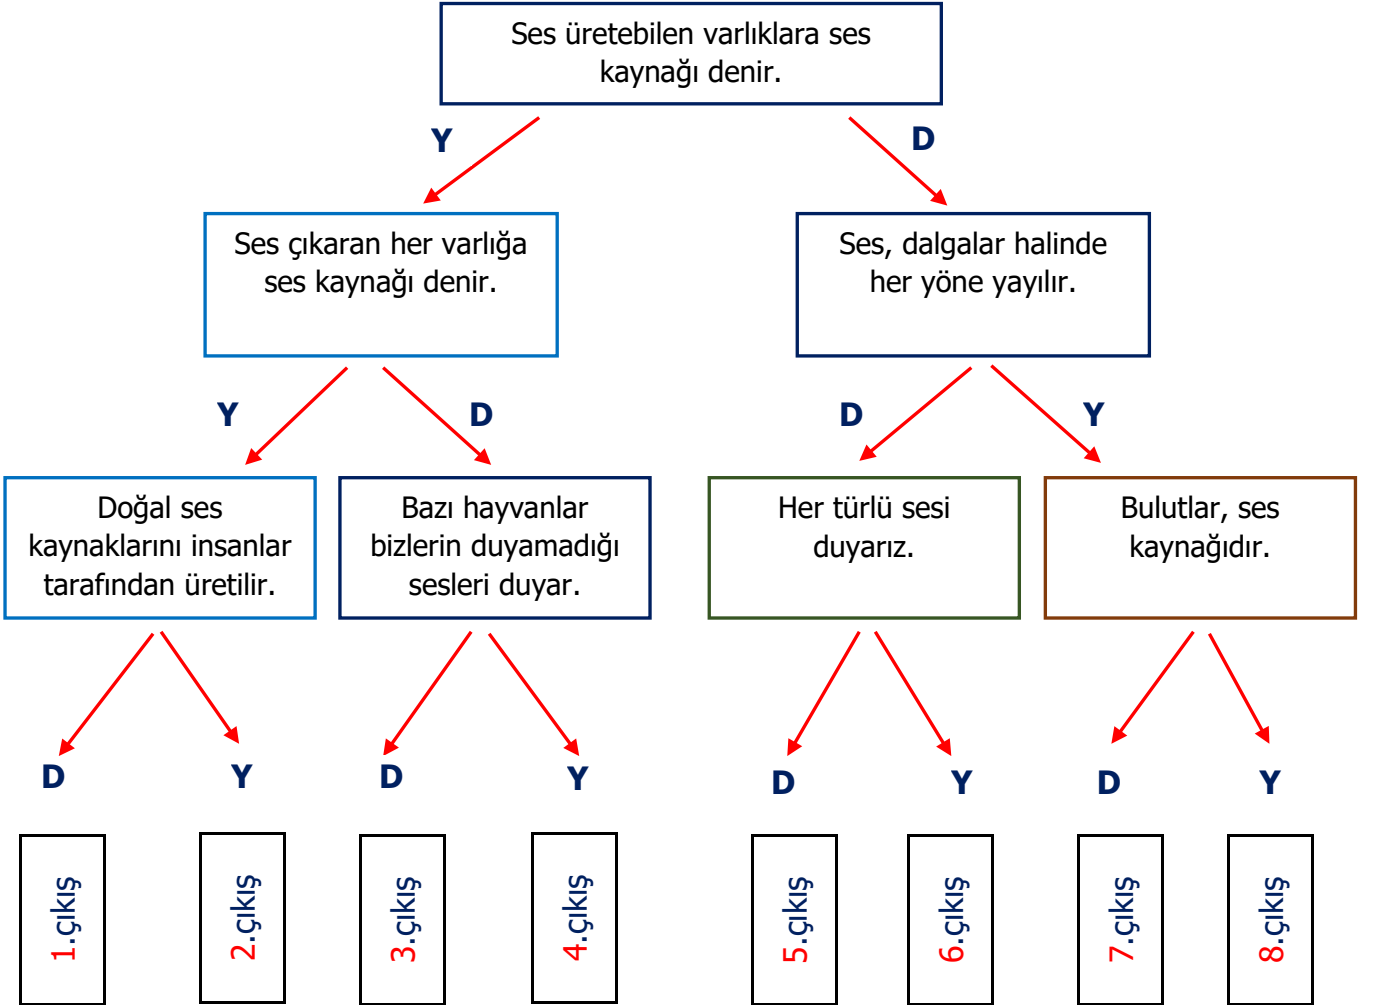 Ses üretebilen varlıklara ses
kaynağı denir.
Y
D
Ses çıkaran her varlığa
ses kaynağı denir.
Ses, dalgalar halinde
her yöne yayılır.
Y
D
D
Y
Doğal ses
kaynaklarını insanlar
tarafından üretilir.
Bazı hayvanlar
bizlerin duyamadığı
sesleri duyar.
Her türlü sesi
duyarız.
Bulutlar, ses
kaynağıdır.
D
Y
D
Y
D
Y
D
Y
1.çıkış
2.çıkış
3.çıkış
4.çıkış
5.çıkış
6.çıkış
7.çıkış
8.çıkış